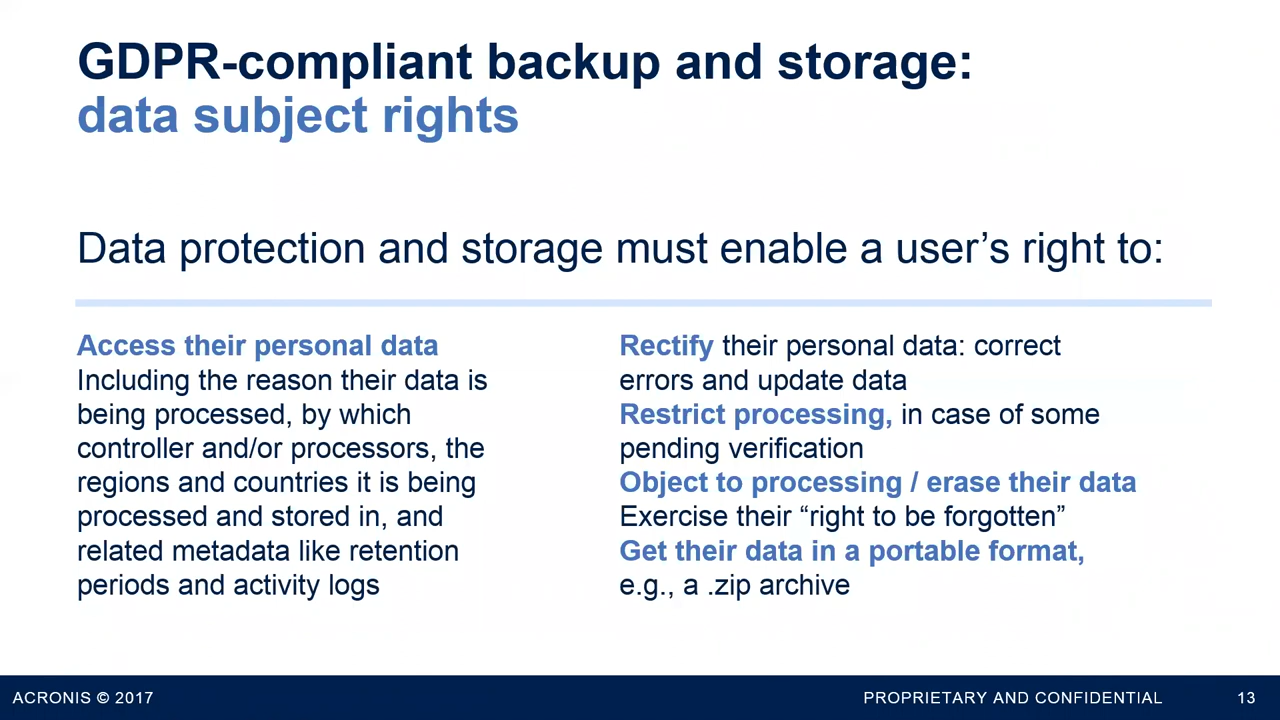 GDPR-compliant backup and storage:
data subject rights
Data protection and storage must enable a user’s right to:
Access their personal data
Including the reason their data is
being processed, by which
controller and/or processors, the
regions and countries it is being
processed and stored in, and
related metadata like retention
periods and activity logs
Rectify their personal data: correct
errors and update data
Restrict processing, in case of some
pending verification
Object to processing / erase their data
Exercise their “right to be forgotten”
Get their data in a portable format,
e.g., a .zip archive
ACRONIS © 2017
PROPRIETARY AND CONFIDENTIAL
13